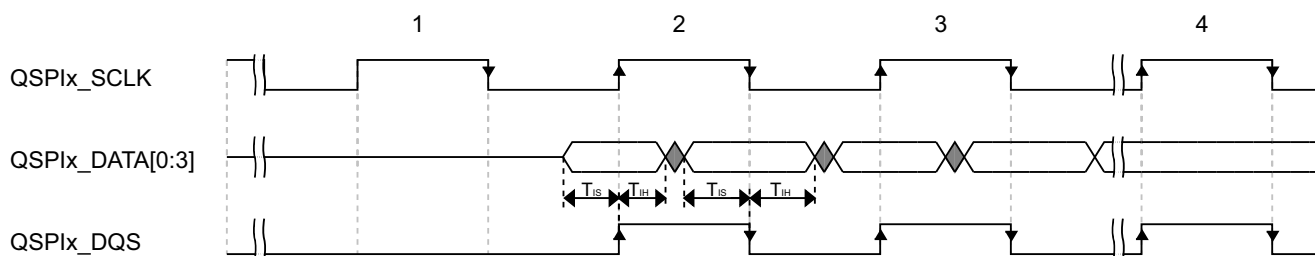 1 2 3 4
QSPIx_SCLK
QSPIx_DATA[0:3]
TIS TIH TIS TIH
QSPIx_DQS